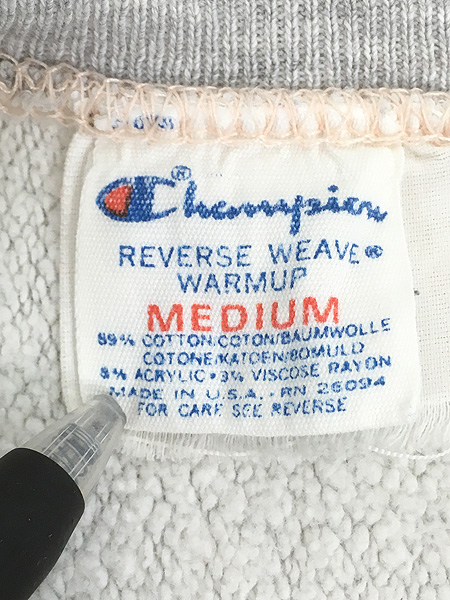 Champion®
REVERSE WEAVE®
WARMUP
MEDIUM
89% COTTON/COTON/BAUMWOLLE
COTONE/KATOEN/BOMULD
8% ACRYLIC • 3% VISCOSE RAYON
MADE IN U.S.A. - RN 26094
FOR CARE SEE REVERSE